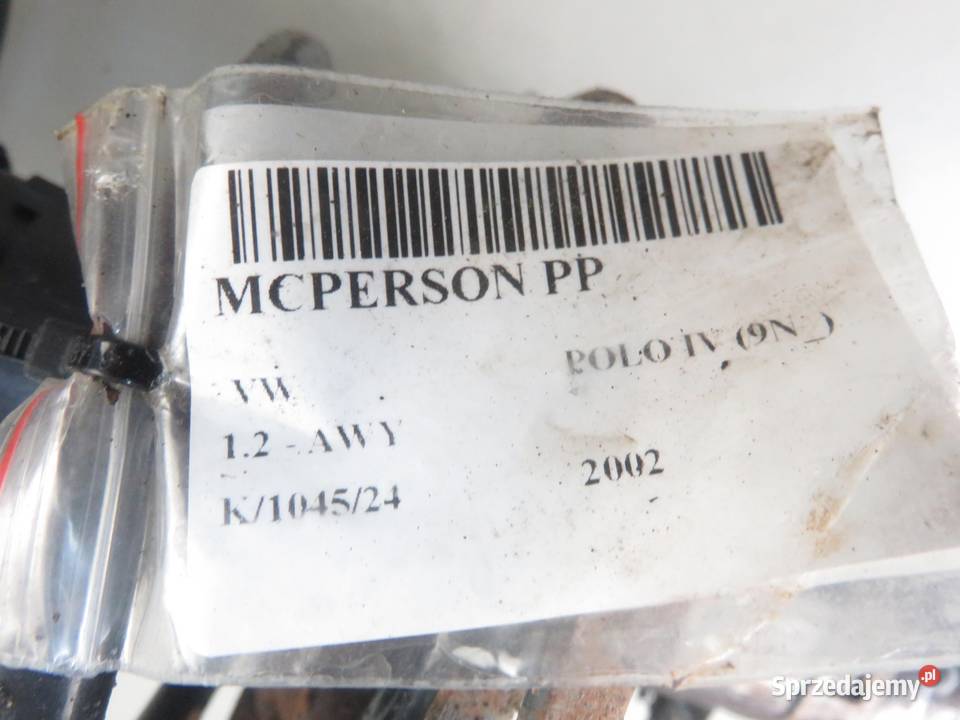 MCPERSON PP
VW POLO IV (9N_)
1.2 - AWY
K/1045/24 2002
Sprzedajemy.pl